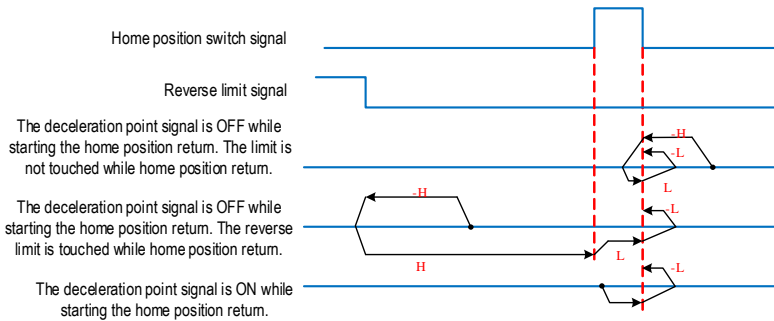 Home position switch signal
Reverse limit signal
The deceleration point signal is OFF while
starting the home position return. The limit is
not touched while home position return.
-H
-L
L
The deceleration point signal is OFF while
starting the home position return. The reverse
limit is touched while home position return.
-H
-L
H
L
The deceleration point signal is ON while
starting the home position return.
-L